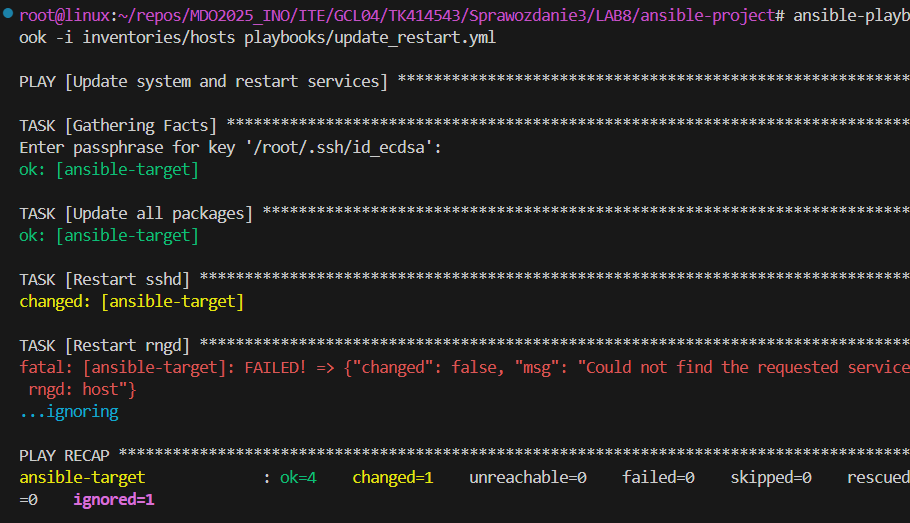 root@linux:~/repos/MDO2025_INO/ITE/GCL04/TK414543/Sprawozdanie3/LAB8/ansible-project# ansible-playb
ook -i inventories/hosts playbooks/update_restart.yml
PLAY [Update system and restart services] *********************************************************
TASK [Gathering Facts] ****************************************************************************
Enter passphrase for key '/root/.ssh/id_ecdsa':
ok: [ansible-target]
TASK [Update all packages] ************************************************************************
ok: [ansible-target]
TASK [Restart sshd] *******************************************************************************
changed: [ansible-target]
TASK [Restart rngd] *******************************************************************************
fatal: [ansible-target]: FAILED! => {"changed": false, "msg": "Could not find the requested service
 rngd: host"}
...ignoring
PLAY RECAP ****************************************************************************************
ansible-target             : ok=4    changed=1    unreachable=0    failed=0    skipped=0    rescued
=0    ignored=1